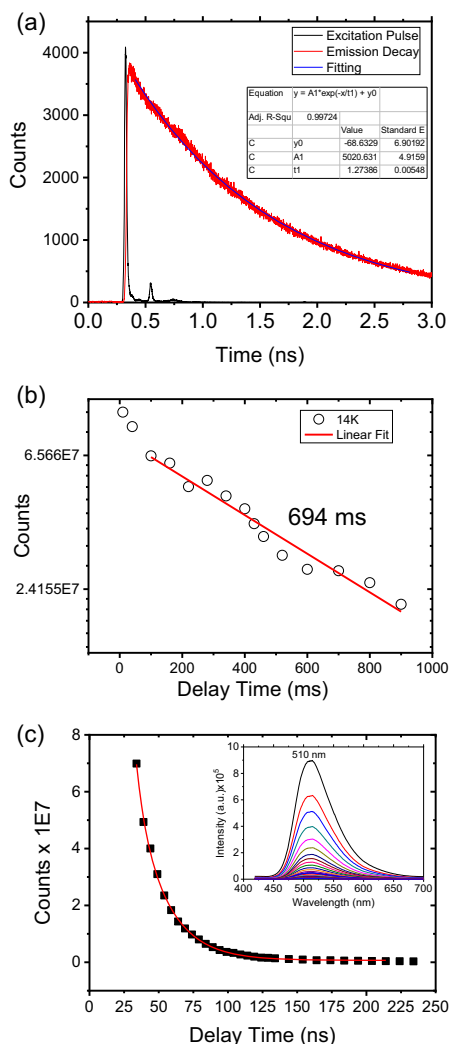 (a)
Excitation Pulse
Emission Decay
Fitting
Equation y = A1*exp(-x/t1) + y0
Adj. R-Squ 0.99724
Value Standard E
C y0 -68.6329 6.90192
C A1 5020.631 4.9159
C t1 1.27386 0.00548
Counts
4000
3000
2000
1000
0
0.0 0.5 1.0 1.5 2.0 2.5 3.0
Time (ns)
(b)
14K
Linear Fit
694 ms
Counts
6.566E7
2.4155E7
0 200 400 600 800 1000
Delay Time (ms)
(c)
Counts x 1E7
8
7
6
5
4
3
2
1
0
510 nm
Intensity (a.u.)x10⁵
10
8
6
4
2
0
400 450 500 550 600 650 700
Wavelength (nm)
0 25 50 75 100 125 150 175 200 225 250
Delay Time (ns)